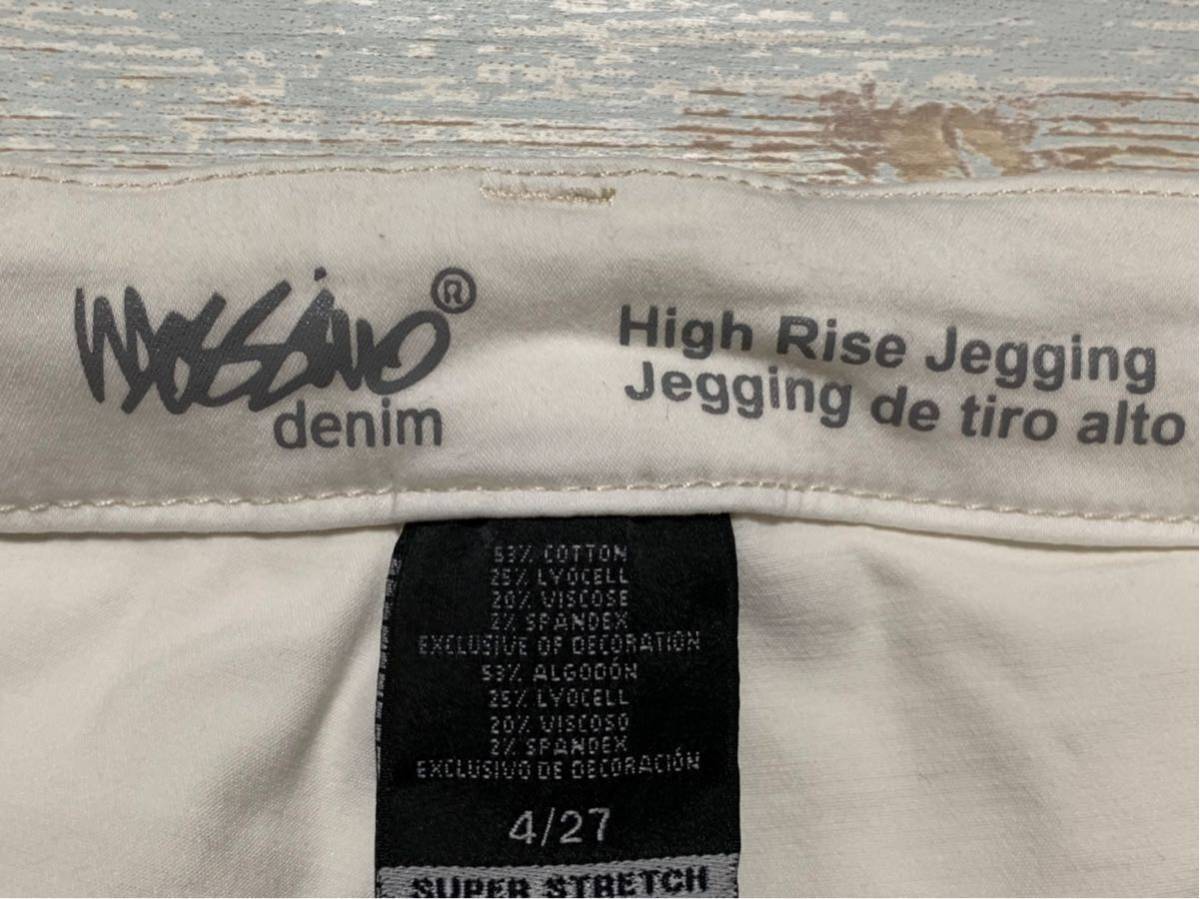 Mossimo®
denim
High Rise Jegging
Jegging de tiro alto
53% COTTON
25% LYOCELL
20% VISCOSE
2% SPANDEX
EXCLUSIVE OF DECORATION
53% ALGODÓN
25% LYOCELL
20% VISCOSO
2% SPANDEX
EXCLUSIVO DE DECORACIÓN
4/27
SUPER STRETCH